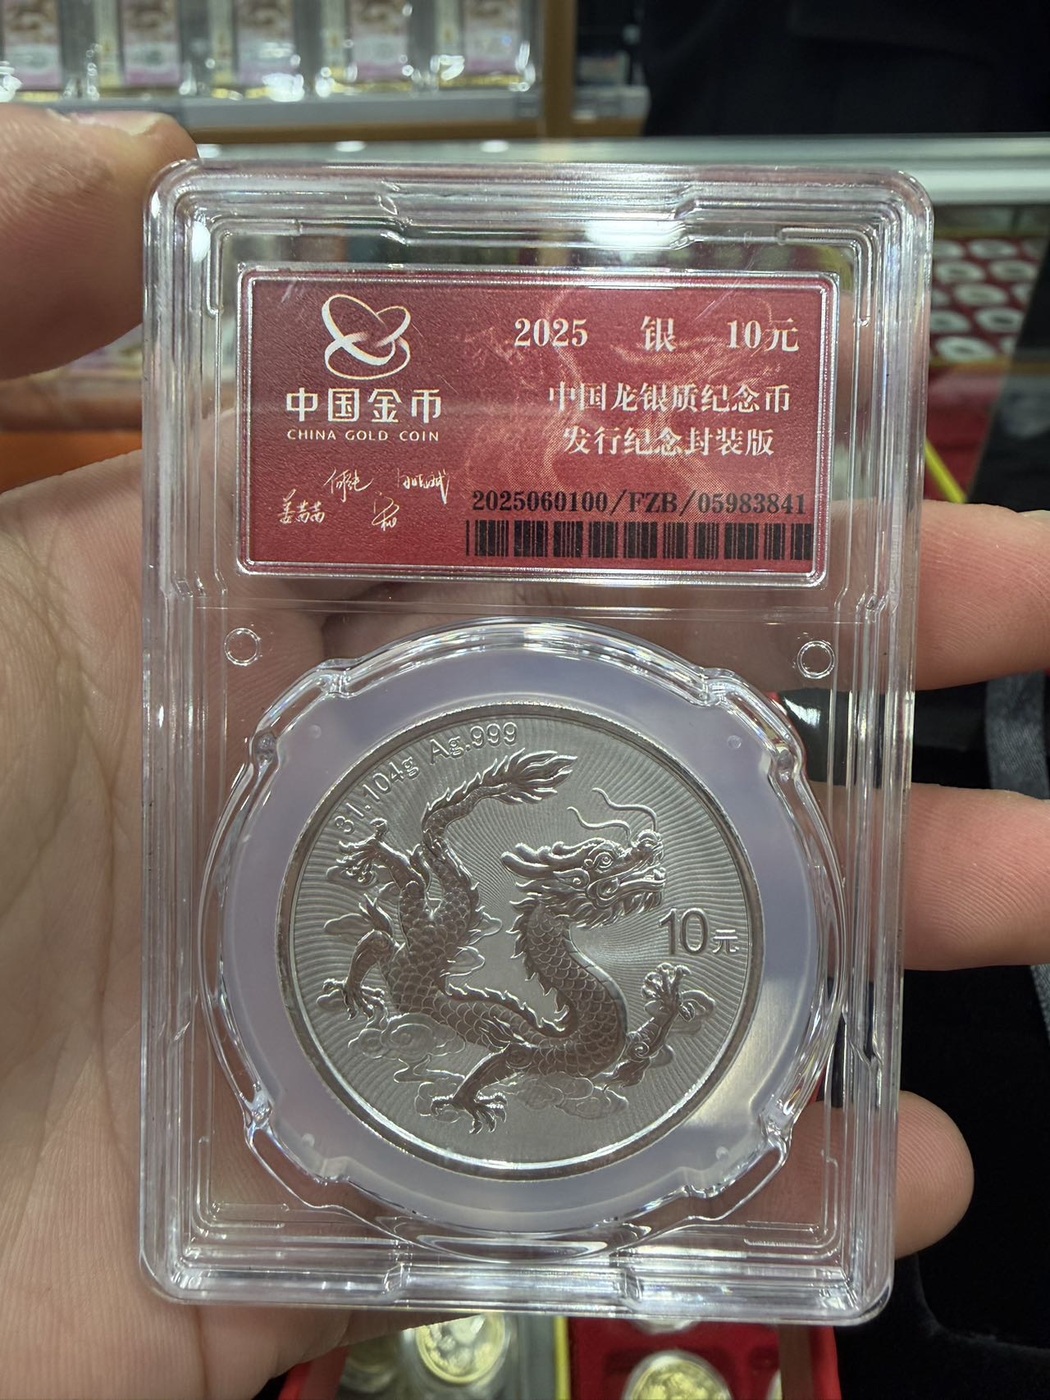 中国金币
CHINA GOLD COIN
2025 银 10元
中国龙银质纪念币
发行纪念封装版
2025060100/FZB/05983841
31.104g Ag.999
10元